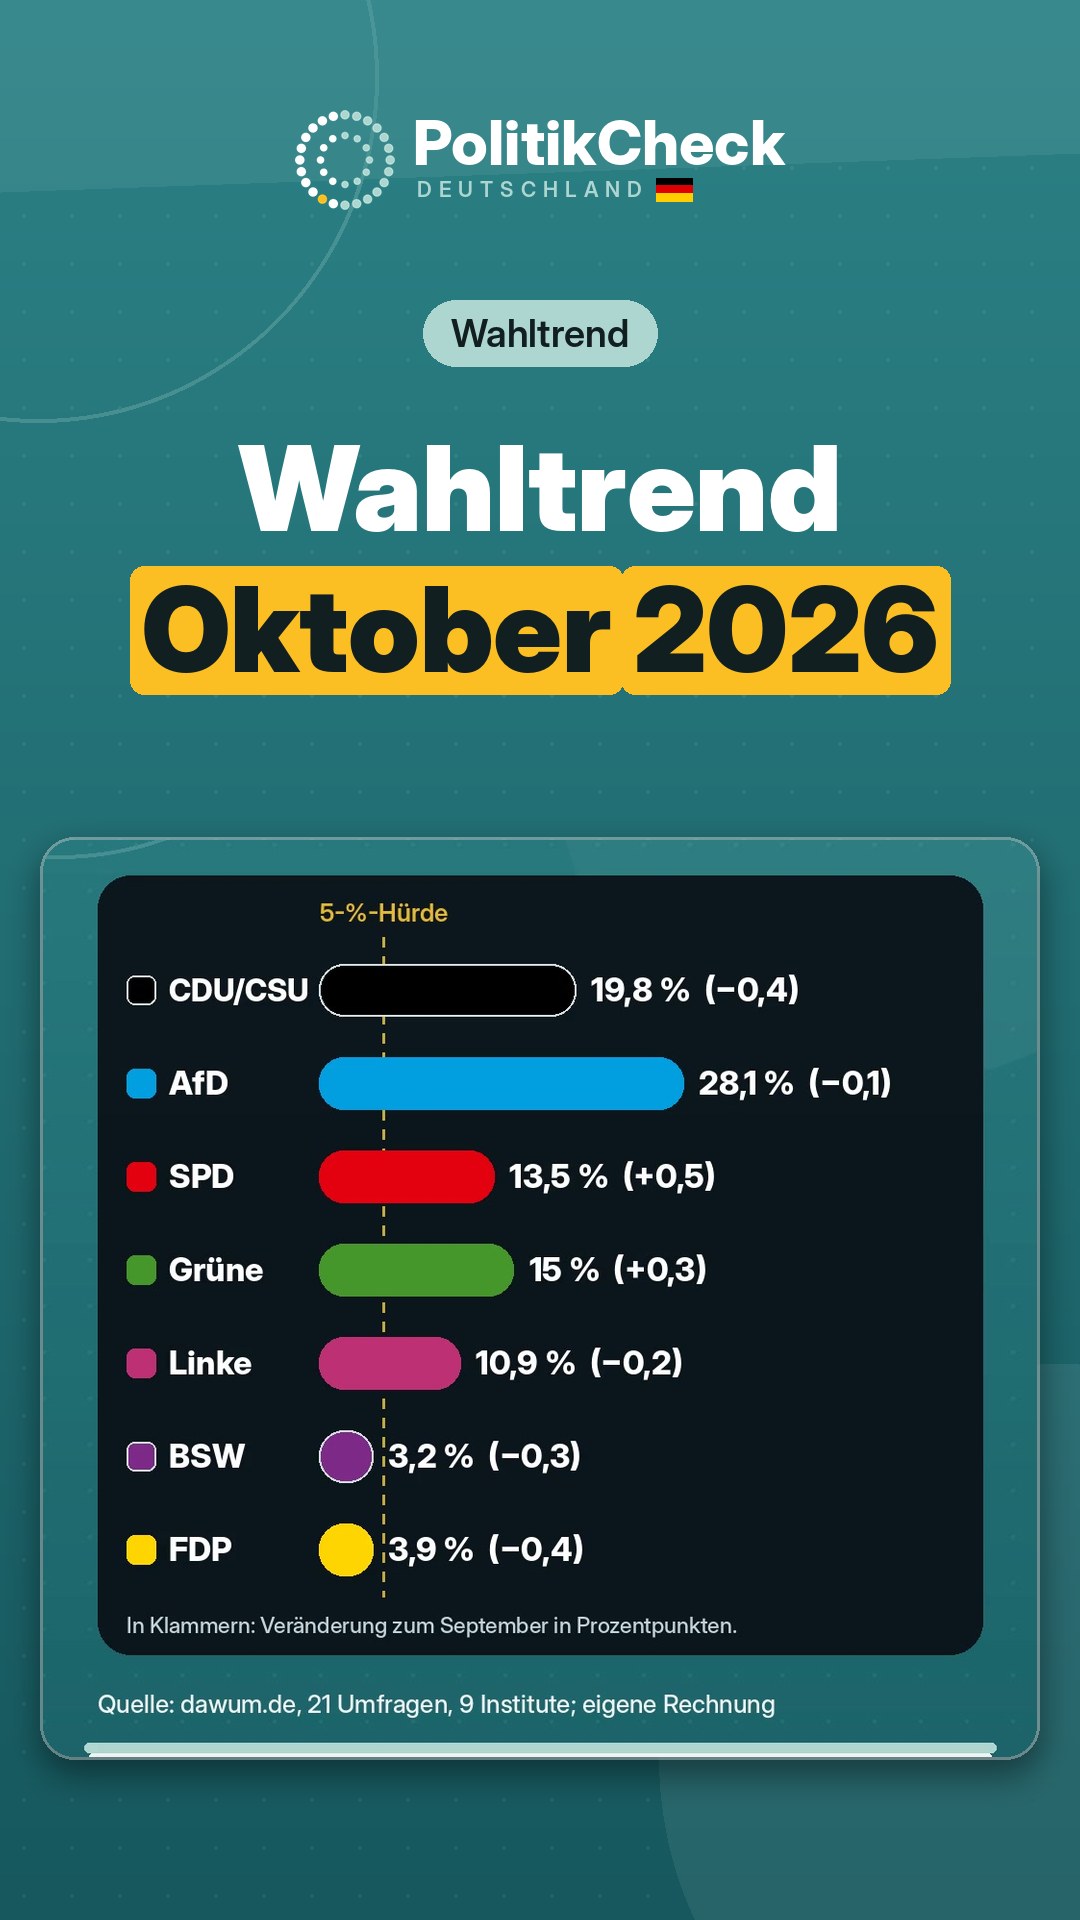 PolitikCheck
DEUTSCHLAND
Wahltrend
Wahltrend
Oktober 2026
5-%-Hürde
CDU/CSU 19,8 % (−0,4)
AfD 28,1 % (−0,1)
SPD 13,5 % (+0,5)
Grüne 15 % (+0,3)
Linke 10,9 % (−0,2)
BSW 3,2 % (−0,3)
FDP 3,9 % (−0,4)
In Klammern: Veränderung zum September in Prozentpunkten.
Quelle: dawum.de, 21 Umfragen, 9 Institute; eigene Rechnung